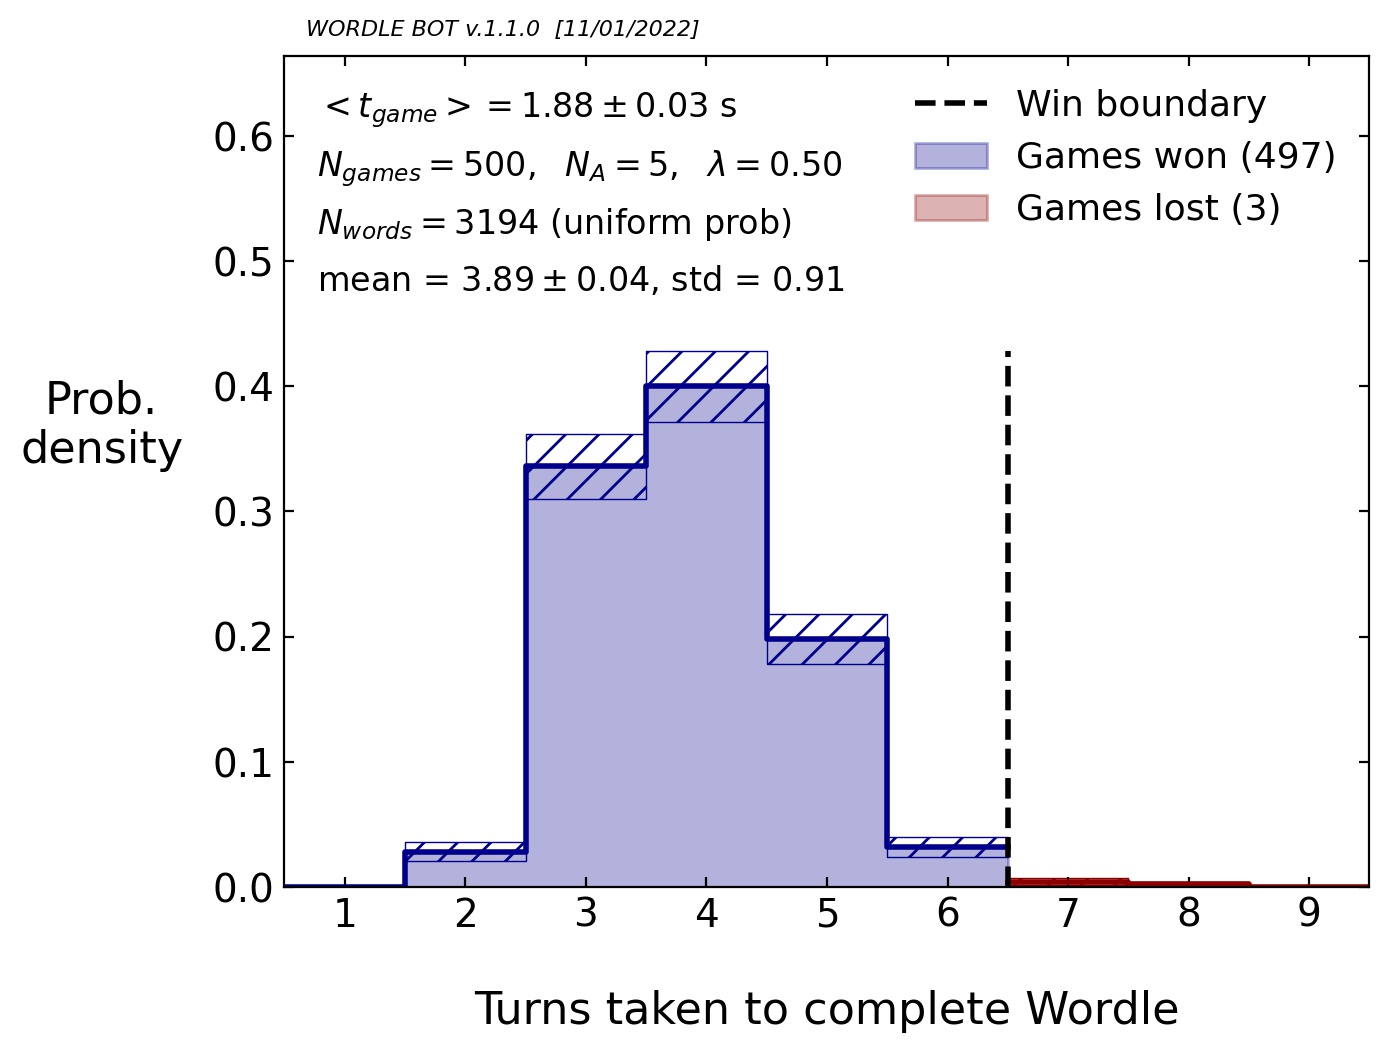 WORDLE BOT v.1.1.0 [11/01/2022]
<t_game> = 1.88 ± 0.03 s
N_games = 500, N_A = 5, λ = 0.50
N_words = 3194 (uniform prob)
mean = 3.89 ± 0.04, std = 0.91
Win boundary
Games won (497)
Games lost (3)
0.6
0.5
0.4
0.3
0.2
0.1
0.0
Prob.
density
1 2 3 4 5 6 7 8 9
Turns taken to complete Wordle